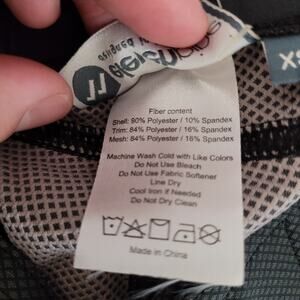 XS
Fiber content
Shell: 90% Polyester / 10% Spandex
Trim: 84% Polyester / 16% Spandex
Mesh: 84% Polyester / 16% Spandex
Machine Wash Cold with Like Colors
Do Not Bleach
Do Not Use Fabric Softener
Line Dry
Cool Iron if Needed
Do Not Dry Clean
Made in China